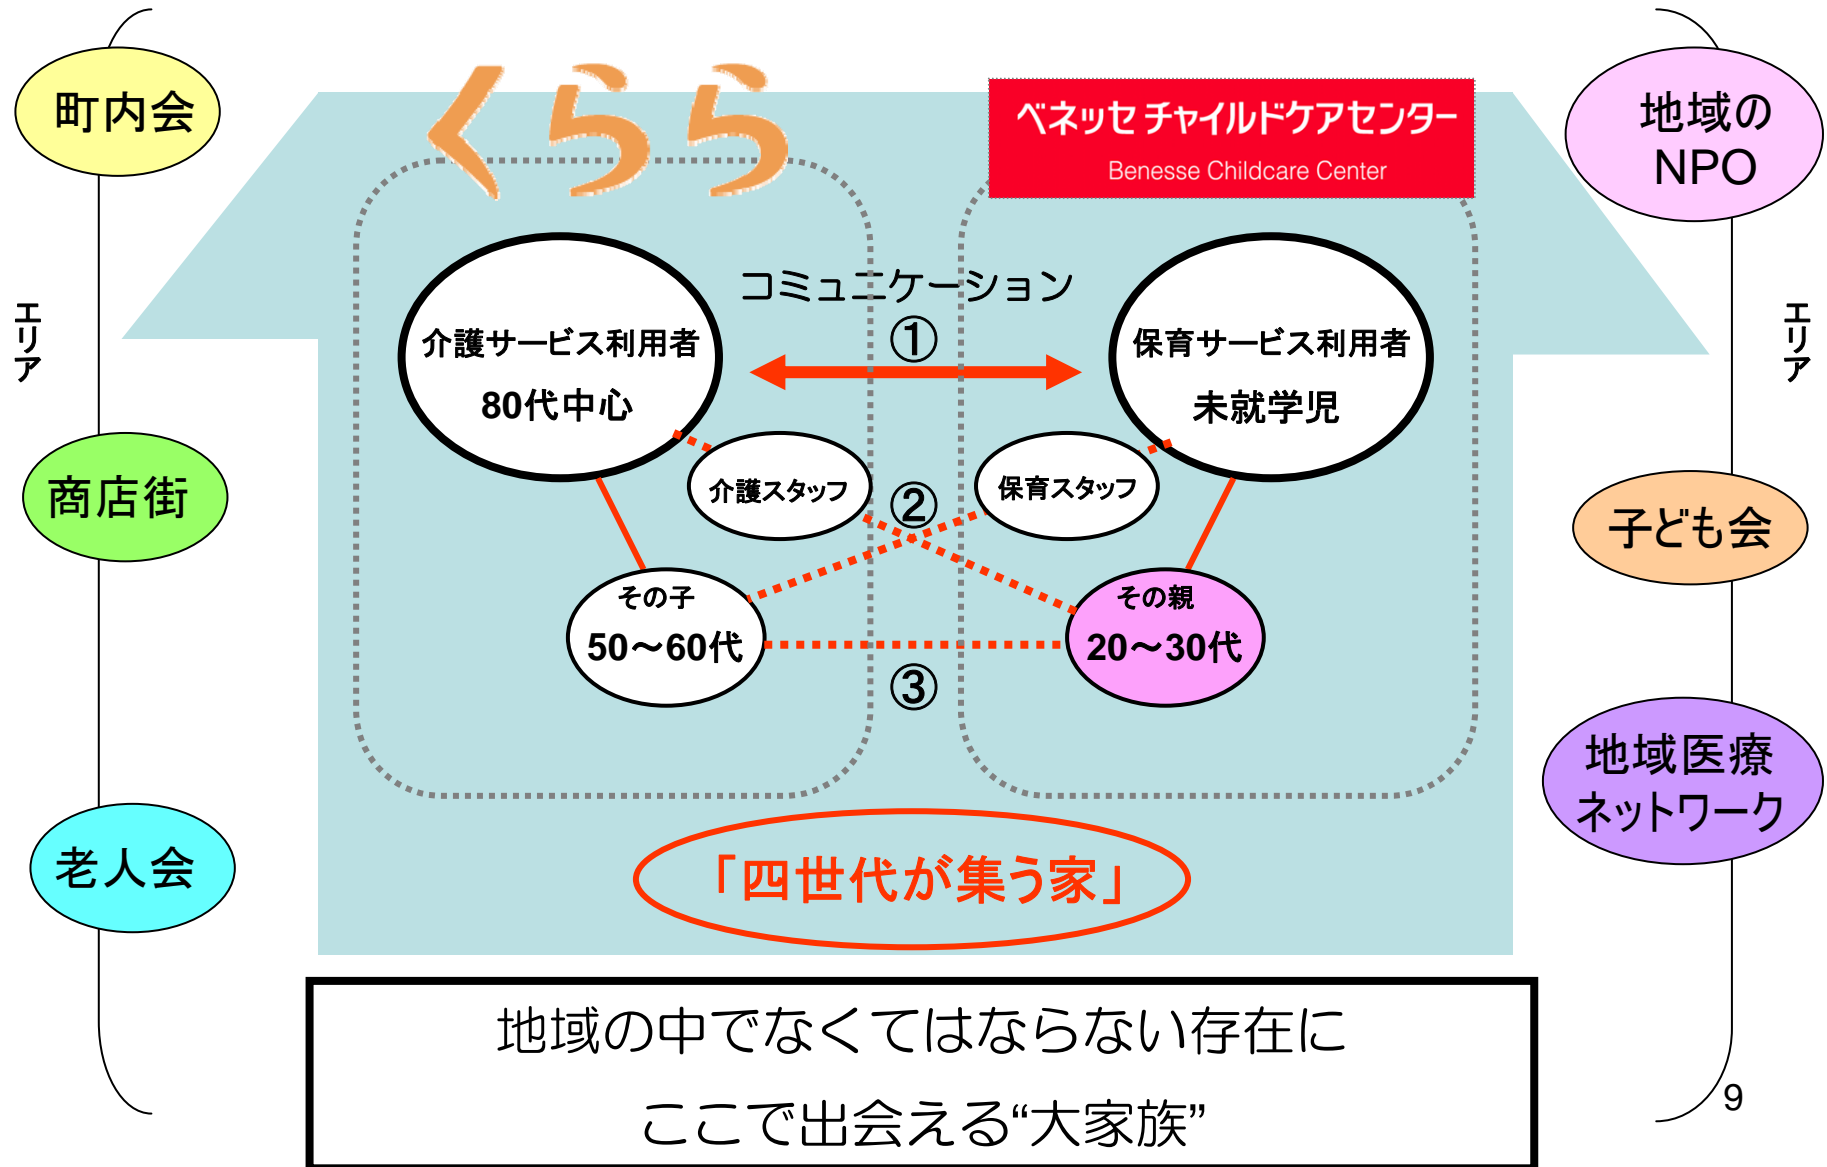 町内会
エリア
商店街
老人会
くらら
ベネッセ チャイルドケアセンター
Benesse Childcare Center
コミュニケーション
①
介護サービス利用者
80代中心
保育サービス利用者
未就学児
介護スタッフ
②
保育スタッフ
その子
50～60代
その親
20～30代
③
「四世代が集う家」
地域の
NPO
エリア
子ども会
地域医療
ネットワーク
地域の中でなくてはならない存在に
ここで出会える“大家族”
9